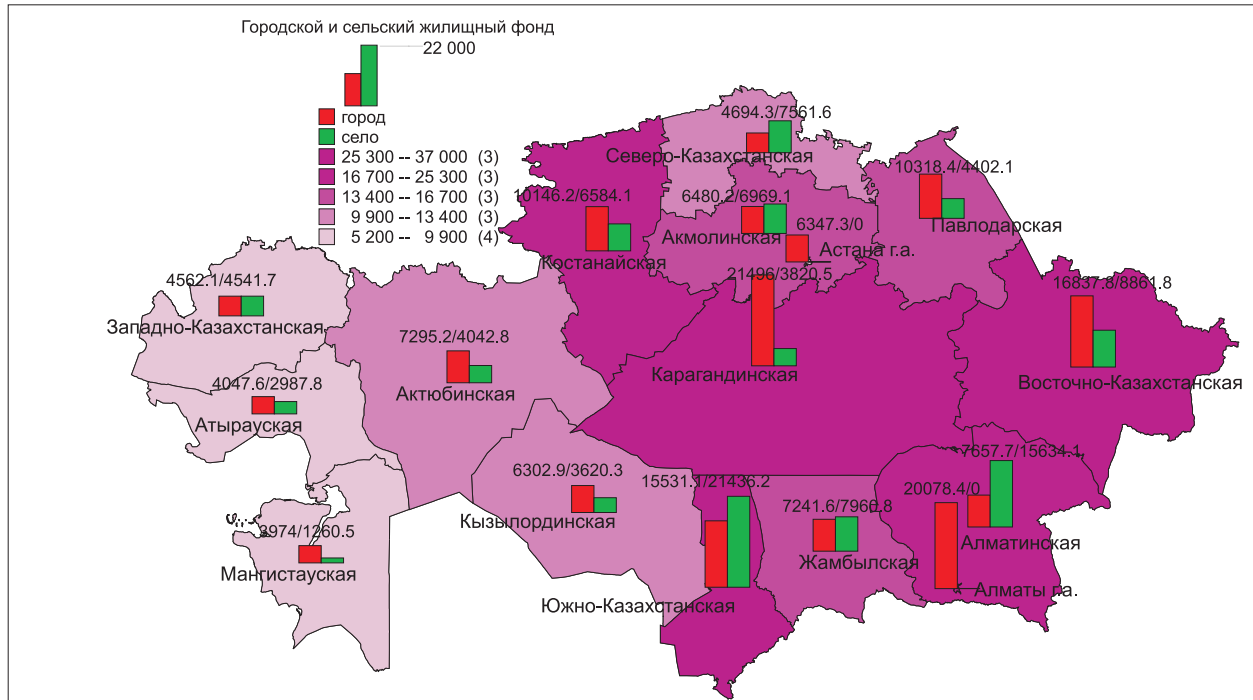 Городской и сельский жилищный фонд
22 000
город
село
25 300 -- 37 000 (3)
16 700 -- 25 300 (3)
13 400 -- 16 700 (3)
9 900 -- 13 400 (3)
5 200 -- 9 900 (4)
4694.3/7561.6
Северо-Казахстанская
10318.4/4402.1
Павлодарская
10146.2/6584.1
Костанайская
6480.2/6969.1
Акмолинская
6347.3/0
Астана г.а.
21496/3820.5
Карагандинская
16837.8/8861.8
Восточно-Казахстанская
4562.1/4541.7
Западно-Казахстанская
7295.2/4042.8
Актюбинская
4047.6/2987.8
Атырауская
6302.9/3620.3
Кызылординская
15531.1/21436.2
Южно-Казахстанская
7241.6/7960.8
Жамбылская
7657.7/15634.1
Алматинская
20078.4/0
Алматы г.а.
3974/1260.5
Мангистауская